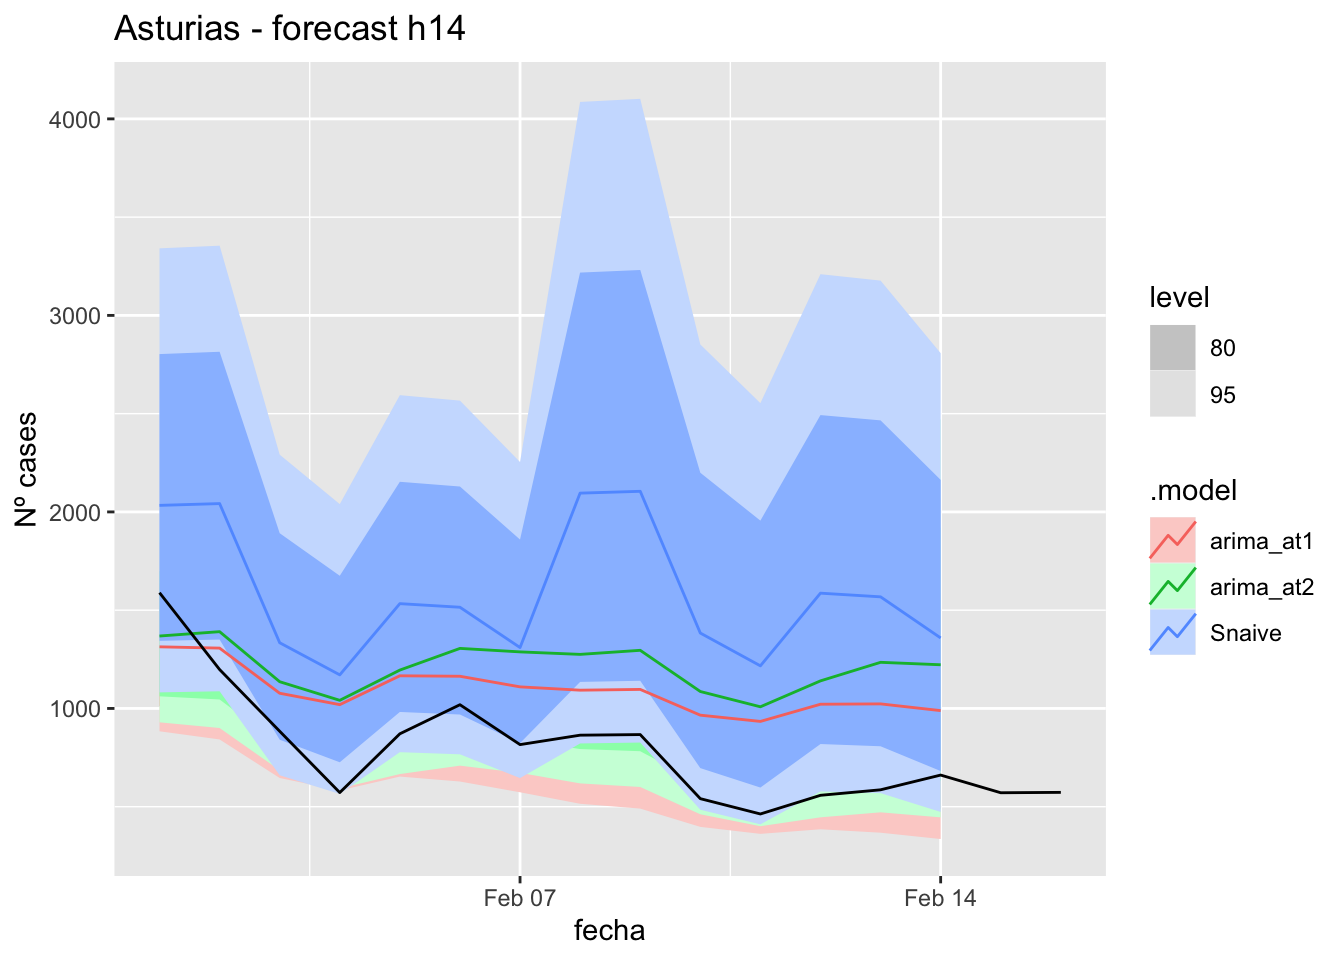 Asturias - forecast h14
4000
3000
2000
1000
Nº cases
Feb 07
Feb 14
fecha
level
80
95
.model
arima_at1
arima_at2
Snaive